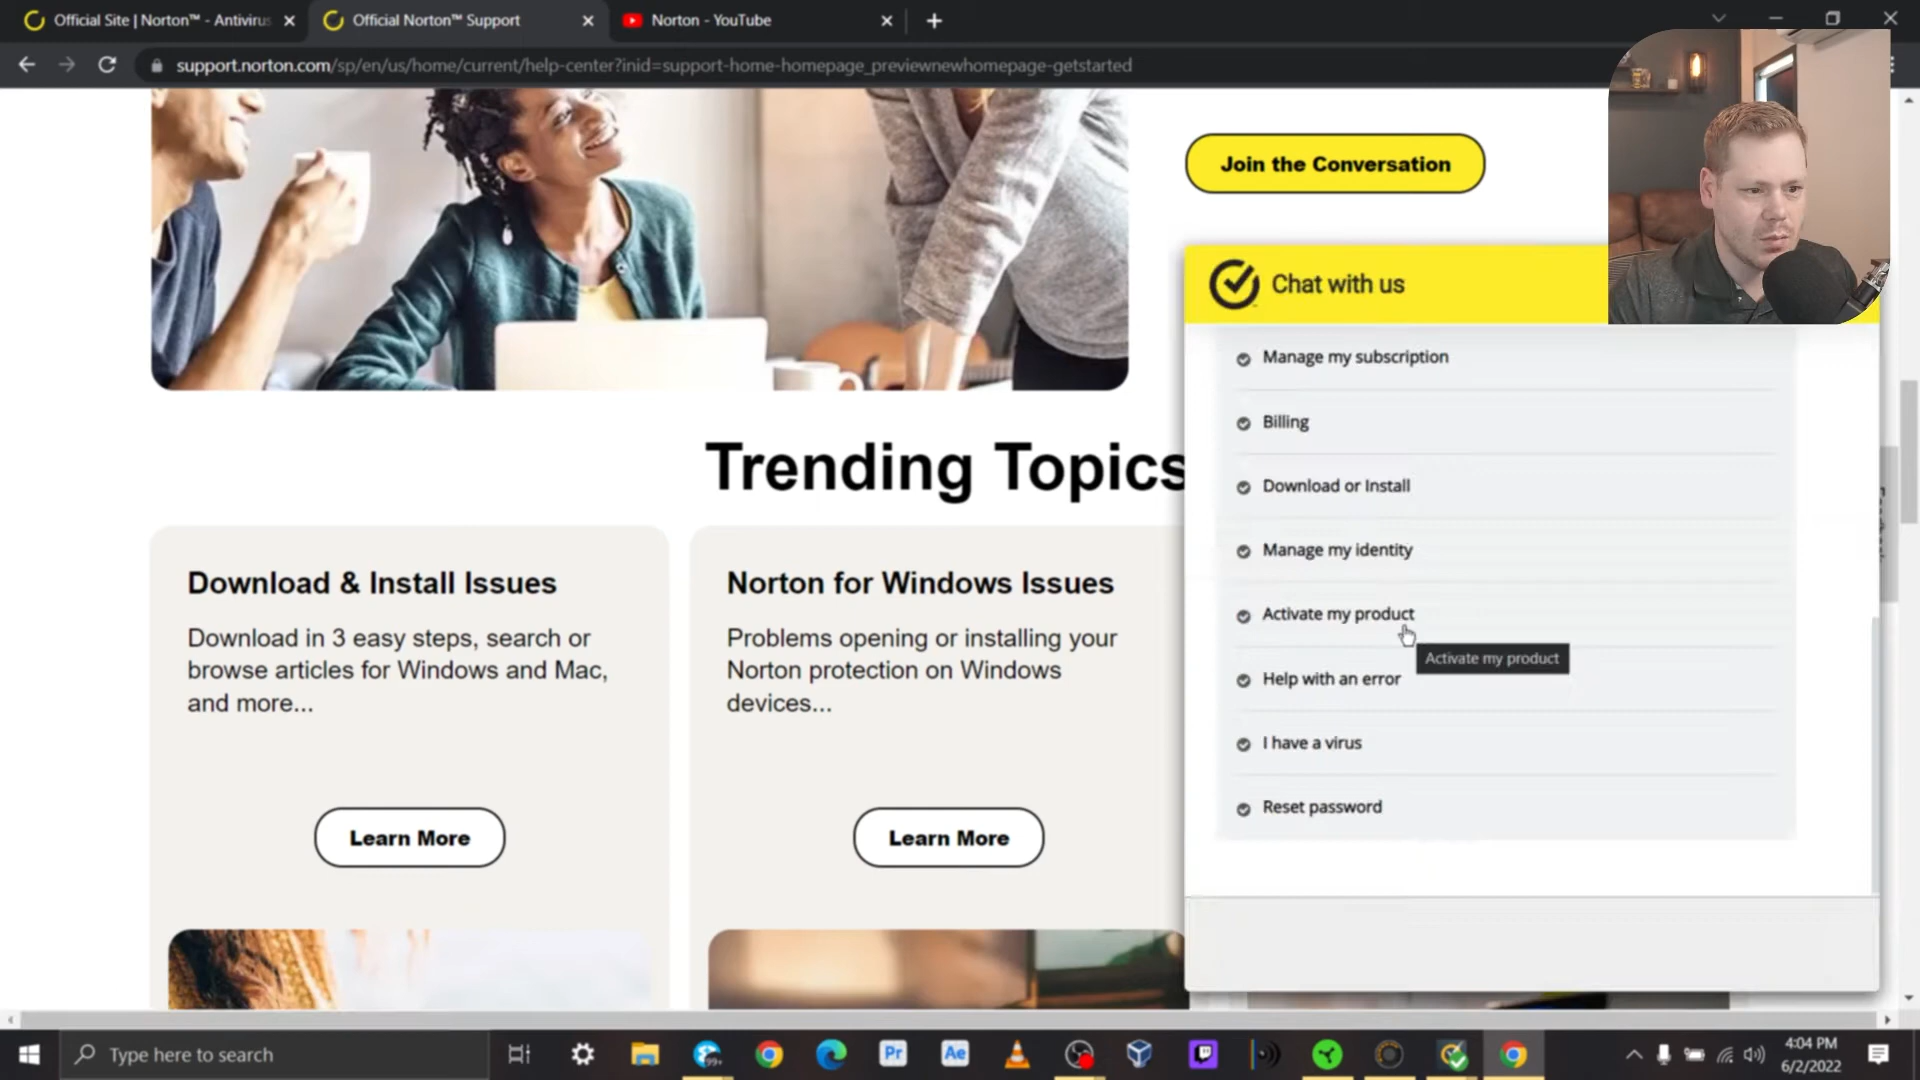 Official Site | Norton™ - Antivirus
Official Norton™ Support
Norton - YouTube
support.norton.com/sp/en/us/home/current/help-center?inid=support-home-homepage_previewnewhomepage-getstarted
Join the Conversation
Chat with us
Manage my subscription
Billing
Download or Install
Manage my identity
Activate my product
Activate my product
Help with an error
I have a virus
Reset password
Trending Topics
Download & Install Issues
Download in 3 easy steps, search or
browse articles for Windows and Mac,
and more...
Learn More
Norton for Windows Issues
Problems opening or installing your
Norton protection on Windows
devices...
Learn More
Type here to search
99+
Pr
Ae
4:04 PM
6/2/2022